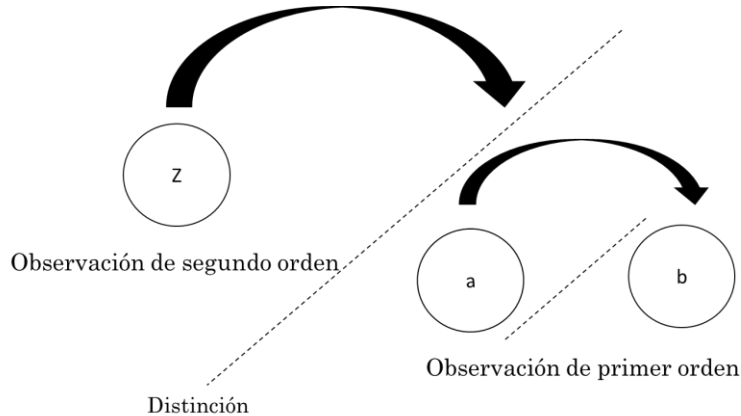 Z
Observación de segundo orden
a
b
Observación de primer orden
Distinción